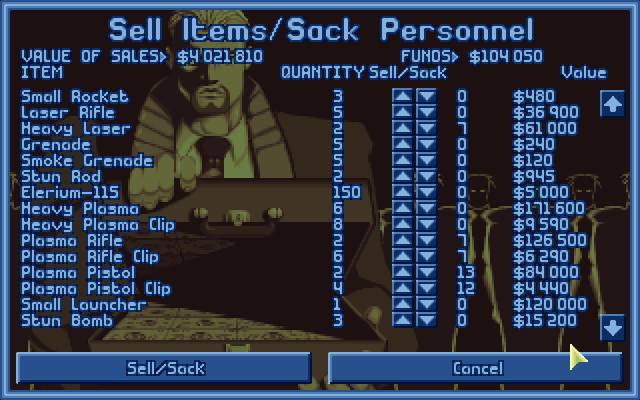 Sell Items/Sack Personnel
VALUE OF SALES> $4 021 810 FUNDS> $104 050
ITEM QUANTITY Sell/Sack Value
Small Rocket 3 0 $480
Laser Rifle 5 0 $36 900
Heavy Laser 2 7 $61 000
Grenade 5 0 $240
Smoke Grenade 5 0 $120
Stun Rod 2 0 $945
Elerium-115 150 0 $5 000
Heavy Plasma 6 0 $171 600
Heavy Plasma Clip 8 0 $9 590
Plasma Rifle 2 7 $126 500
Plasma Rifle Clip 6 7 $6 290
Plasma Pistol 2 13 $84 000
Plasma Pistol Clip 4 12 $4 440
Small Launcher 1 0 $120 000
Stun Bomb 3 0 $15 200
Sell/Sack Cancel